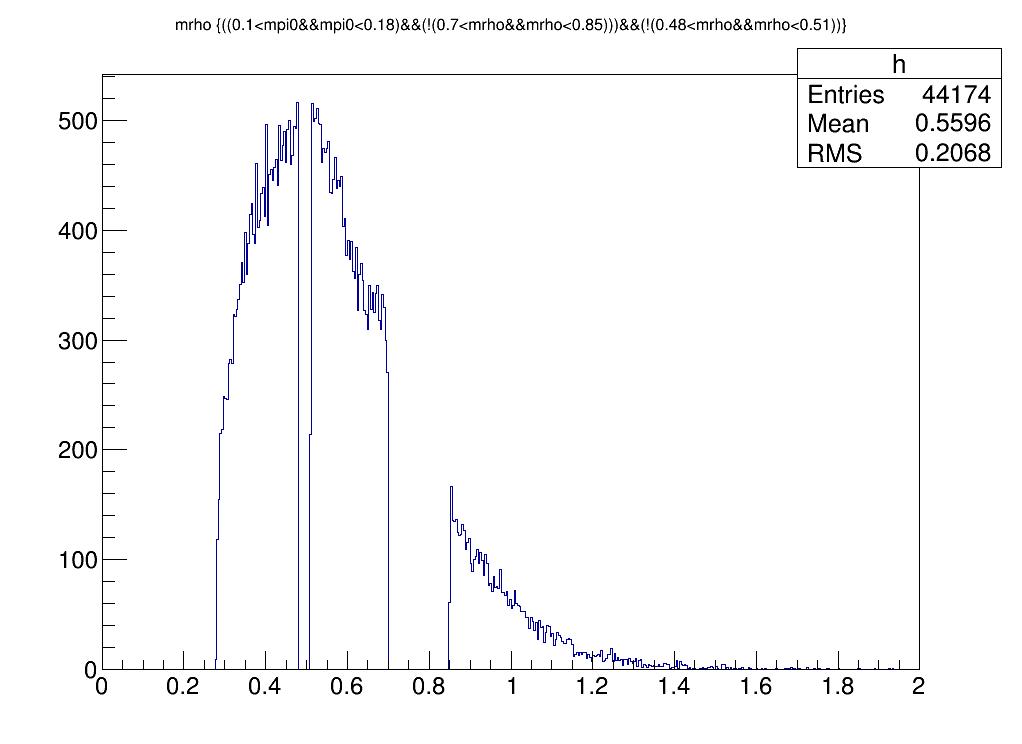 mrho {((0.1<mpi0&&mpi0<0.18)&&(!(0.7<mrho&&mrho<0.85)))&&(!(0.48<mrho&&mrho<0.51))}
h
Entries 44174
Mean 0.5596
RMS 0.2068
500
400
300
200
100
0
0 0.2 0.4 0.6 0.8 1 1.2 1.4 1.6 1.8 2